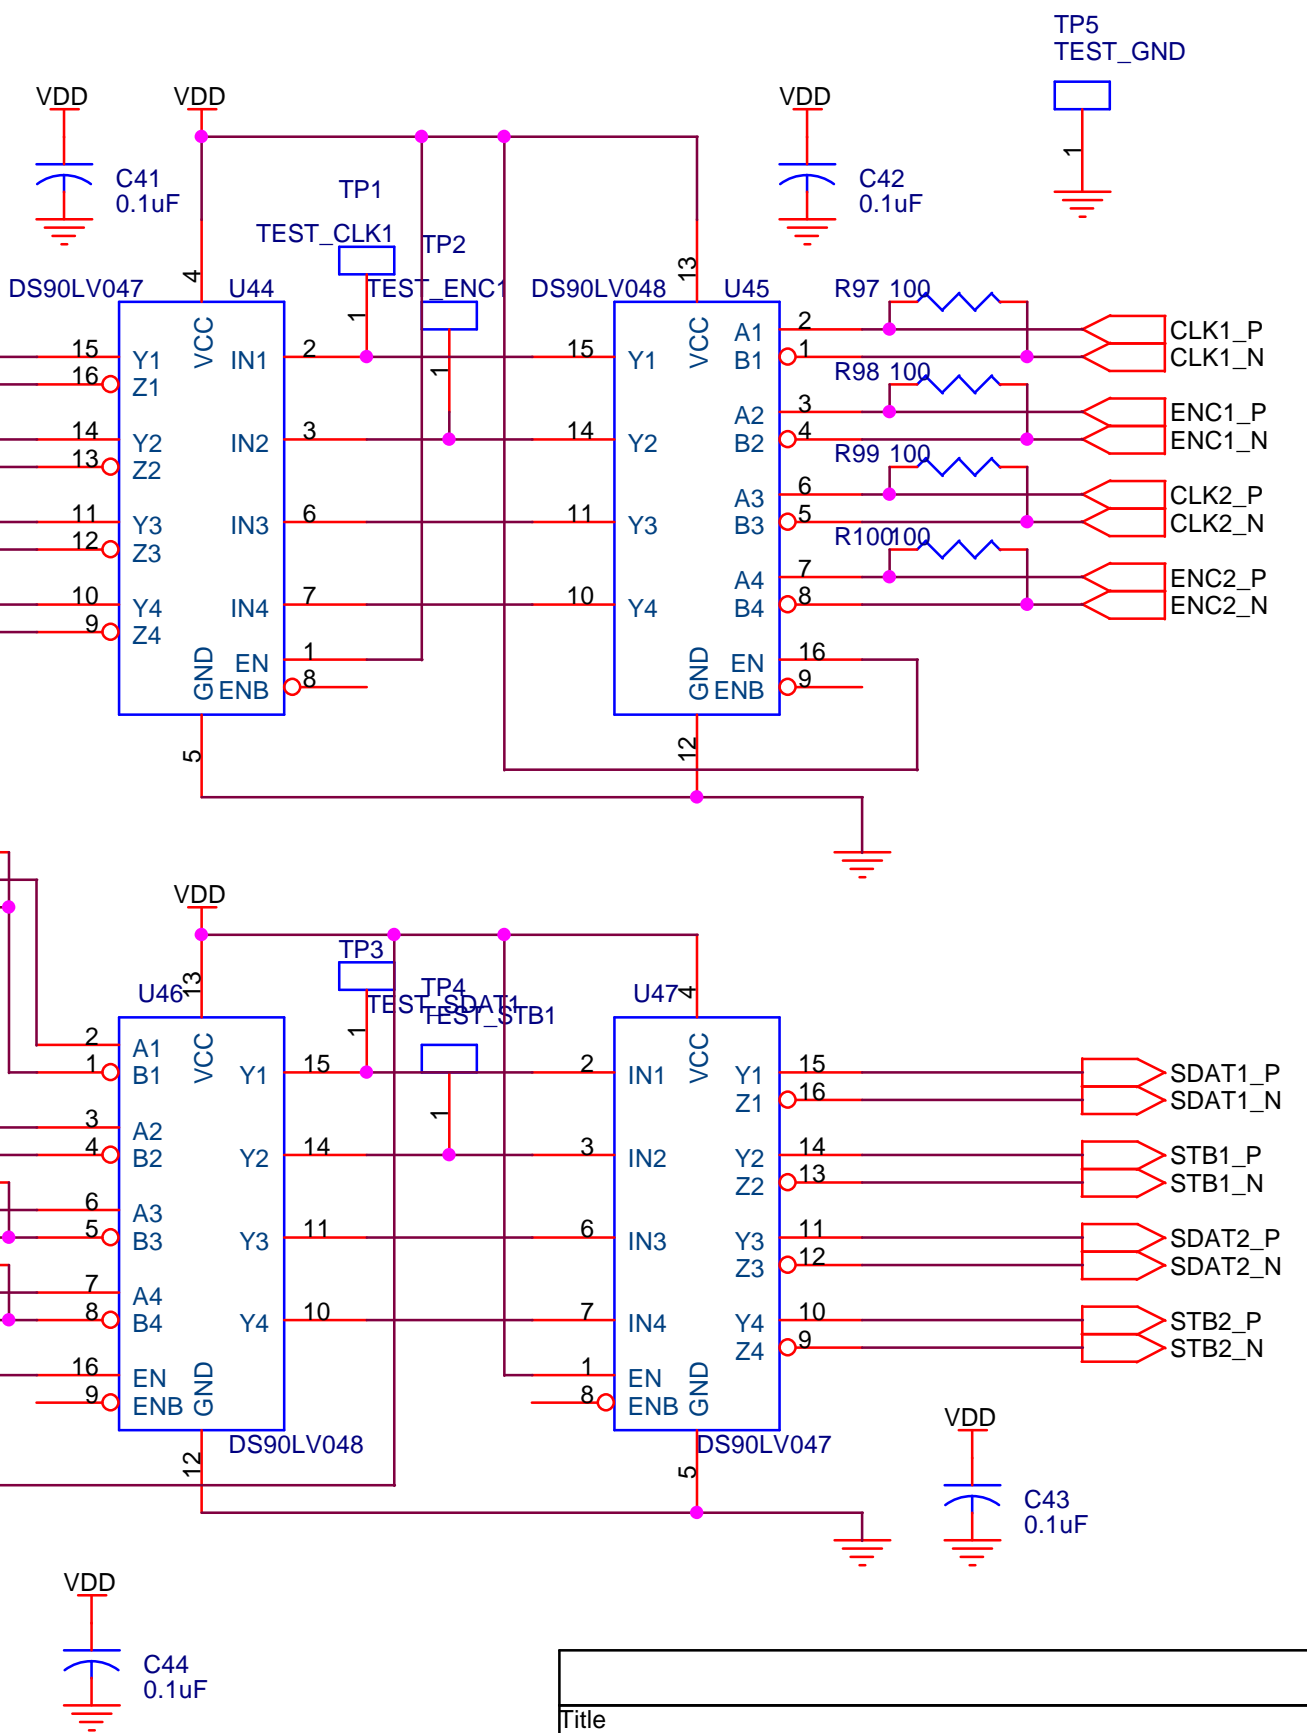 TP5
TEST_GND
1
VDD
VDD
VDD
C41
0.1uF
C42
0.1uF
TP1
TEST_CLK1
1
TP2
TEST_ENC1
1
DS90LV047
U44
4
VCC
15
Y1
16
Z1
14
Y2
13
Z2
11
Y3
12
Z3
10
Y4
9
Z4
IN1
2
IN2
3
IN3
6
IN4
7
EN
1
ENB
8
GND
5
DS90LV048
U45
13
VCC
15
Y1
14
Y2
11
Y3
10
Y4
A1
2
B1
1
A2
3
B2
4
A3
6
B3
5
A4
7
B4
8
EN
16
ENB
9
GND
12
R97 100
R98 100
R99 100
R100 100
CLK1_P
CLK1_N
ENC1_P
ENC1_N
CLK2_P
CLK2_N
ENC2_P
ENC2_N
VDD
TP3
TEST_SDAT1
1
TP4
TEST_STB1
1
U46
13
VCC
2
A1
1
B1
3
A2
4
B2
6
A3
5
B3
7
A4
8
B4
16
EN
9
ENB
GND
12
Y1
15
Y2
14
Y3
11
Y4
10
DS90LV048
U47
4
VCC
2
IN1
3
IN2
6
IN3
7
IN4
1
EN
8
ENB
GND
5
Y1
15
Z1
16
Y2
14
Z2
13
Y3
11
Z3
12
Y4
10
Z4
9
DS90LV047
SDAT1_P
SDAT1_N
STB1_P
STB1_N
SDAT2_P
SDAT2_N
STB2_P
STB2_N
VDD
C43
0.1uF
VDD
C44
0.1uF
Title